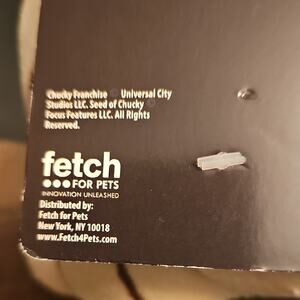 Chucky Franchise © Universal City
Studios LLC. Seed of Chucky ©
Focus Features LLC. All Rights
Reserved.
fetch
FOR PETS
INNOVATION UNLEASHED
Distributed by:
Fetch for Pets
New York, NY 10018
www.Fetch4Pets.com